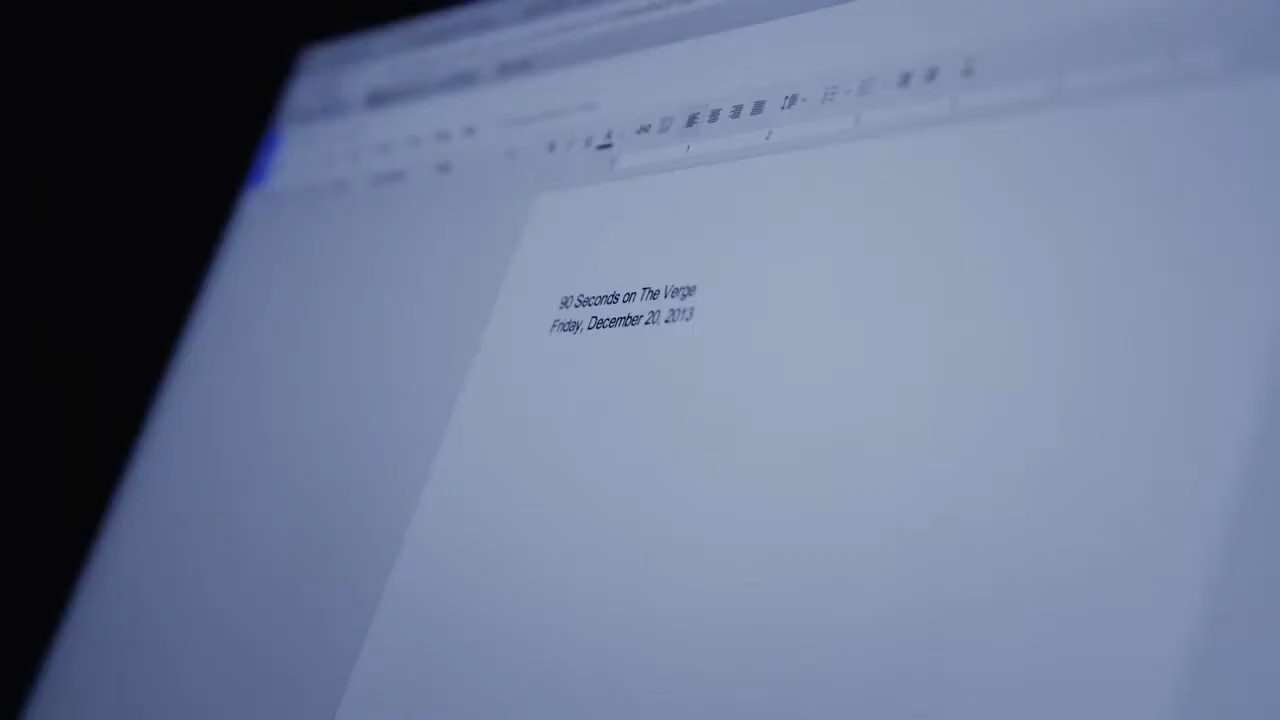 90 Seconds on The Verge
Friday, December 20, 2013